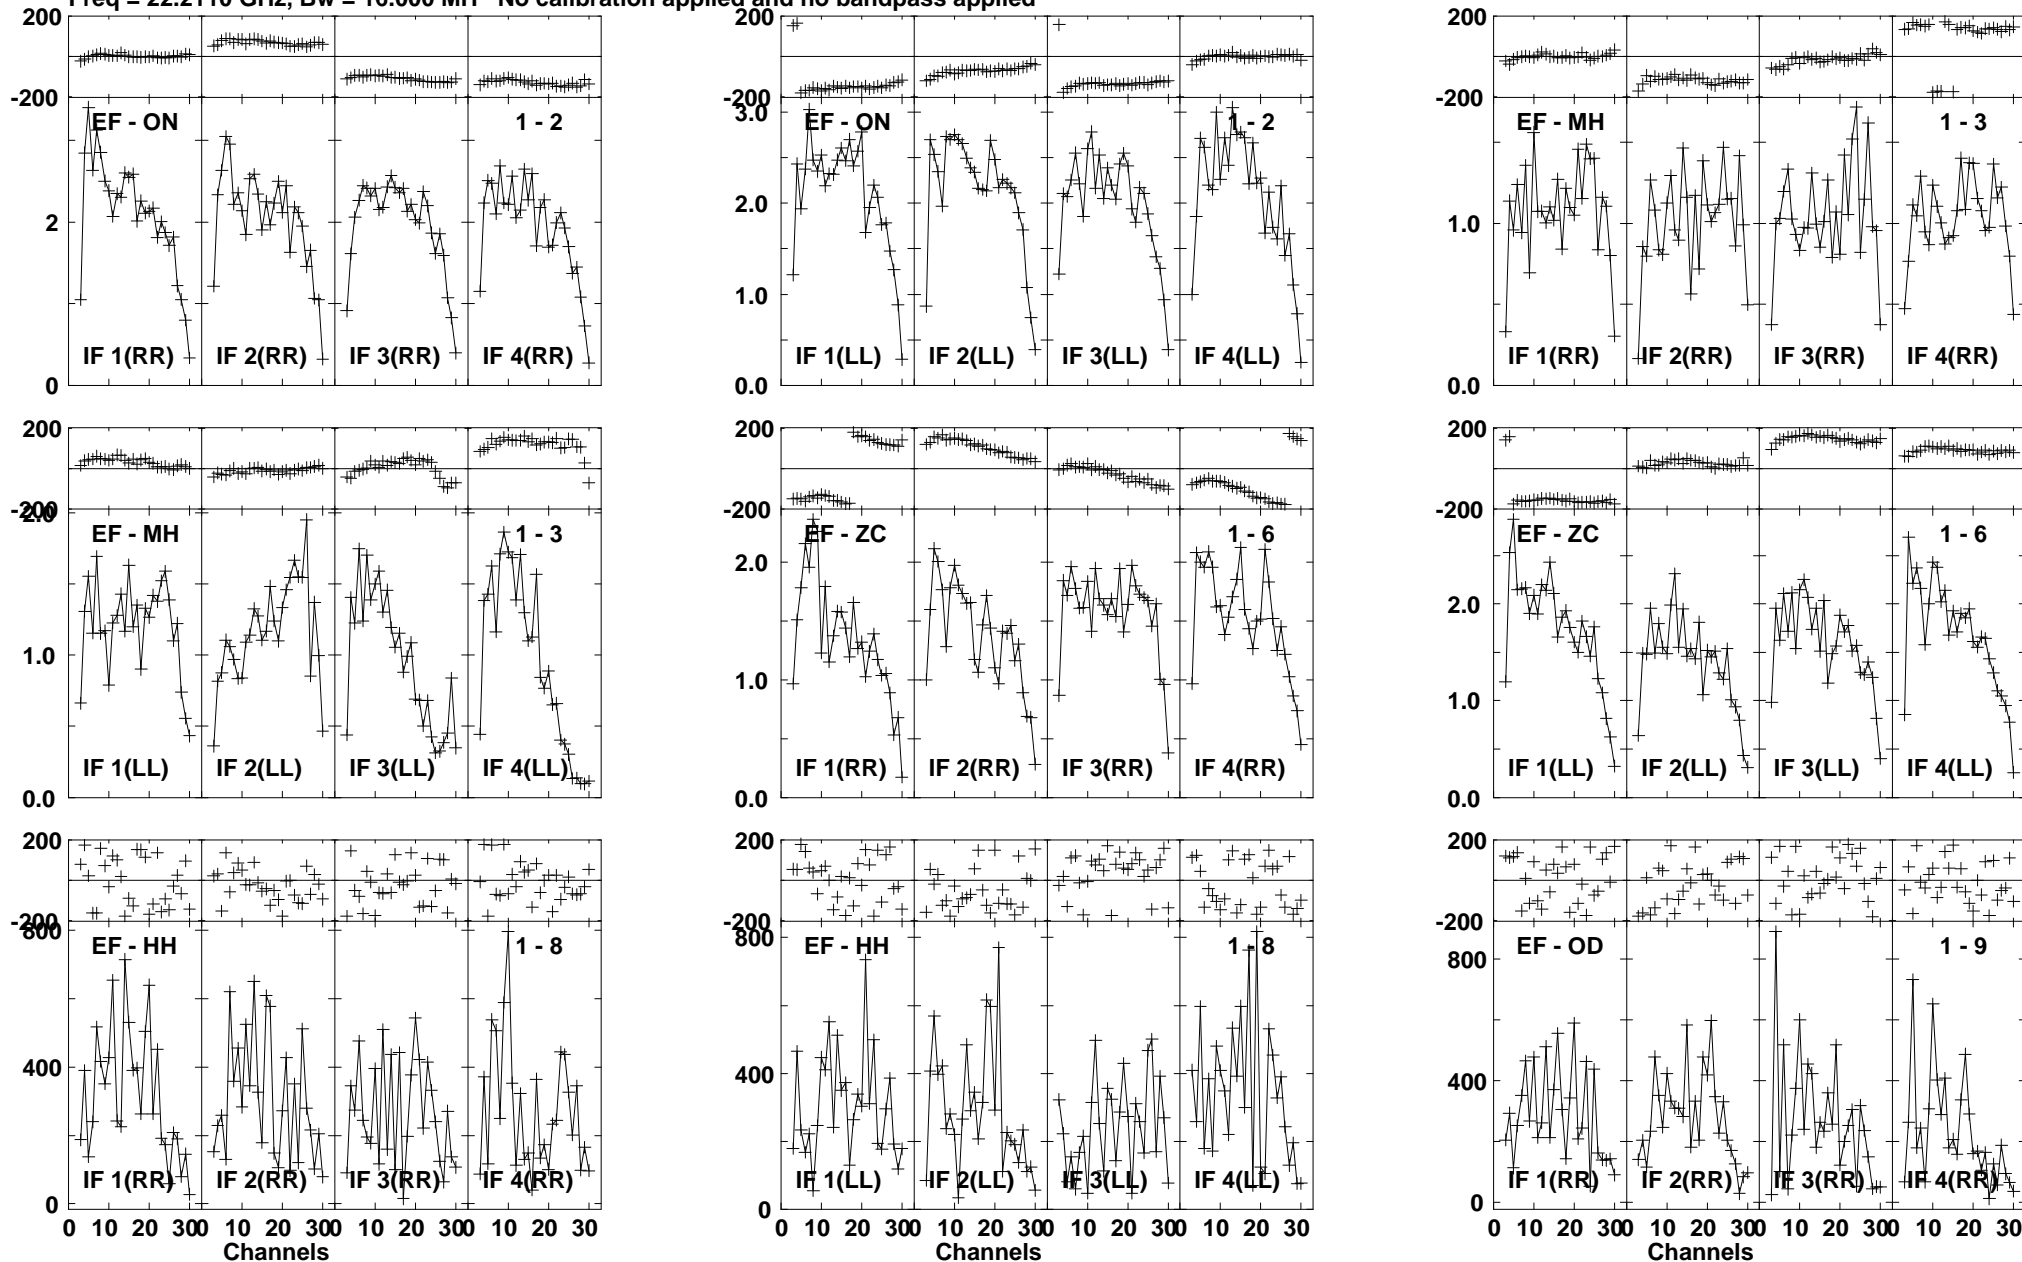 Freq = 22.2110 GHz, Bw = 16.000 MH No calibration applied and no bandpass applied
200
-200
EF - ON 1 - 2
2
0
IF 1(RR) IF 2(RR) IF 3(RR) IF 4(RR)
200
-200
3.0
EF - ON 1 - 2
2.0
1.0
0.0
IF 1(LL) IF 2(LL) IF 3(LL) IF 4(LL)
200
-200
EF - MH 1 - 3
1.0
0.0
IF 1(RR) IF 2(RR) IF 3(RR) IF 4(RR)
200
-200
2.0
EF - MH 1 - 3
1.0
0.0
IF 1(LL) IF 2(LL) IF 3(LL) IF 4(LL)
200
-200
EF - ZC 1 - 6
2.0
1.0
0.0
IF 1(RR) IF 2(RR) IF 3(RR) IF 4(RR)
200
-200
EF - ZC 1 - 6
2.0
1.0
0.0
IF 1(LL) IF 2(LL) IF 3(LL) IF 4(LL)
200
-200
800
EF - HH 1 - 8
400
0
IF 1(RR) IF 2(RR) IF 3(RR) IF 4(RR)
0 10 20 30 0 10 20 30 0 10 20 30 0 10 20 30
Channels
200
-200
800
EF - HH 1 - 8
400
0
IF 1(LL) IF 2(LL) IF 3(LL) IF 4(LL)
0 10 20 30 0 10 20 30 0 10 20 30 0 10 20 30
Channels
200
-200
800
EF - OD 1 - 9
400
0
IF 1(RR) IF 2(RR) IF 3(RR) IF 4(RR)
0 10 20 30 0 10 20 30 0 10 20 30 0 10 20 30
Channels